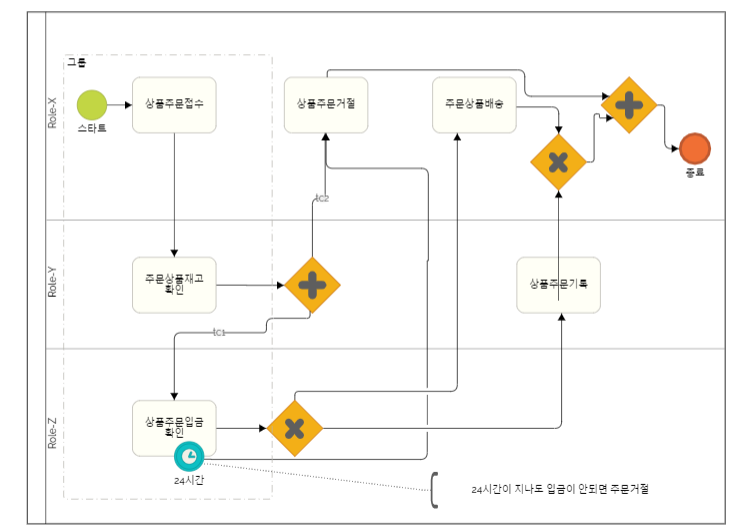 그룹
Role-X
스타트
상품주문접수
상품주문거절
주문상품배송
종료
tc2
Role-Y
주문상품재고
확인
상품주문기록
tc1
Role-Z
상품주문입금
확인
24시간
24시간이 지나도 입금이 안되면 주문거절